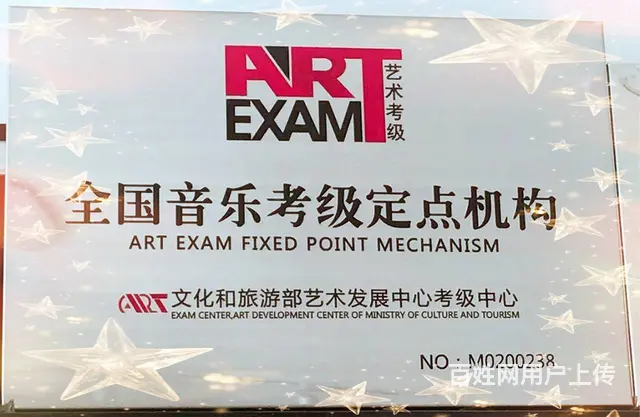 ART
艺术考级
EXAM
全国音乐考级定点机构
ART EXAM FIXED POINT MECHANISM
ART 文化和旅游部艺术发展中心考级中心
EXAM CENTER,ART DEVELOPMENT CENTER OF MINISTRY OF CULTURE AND TOURISM
NO：M0200238
百姓网用户上传